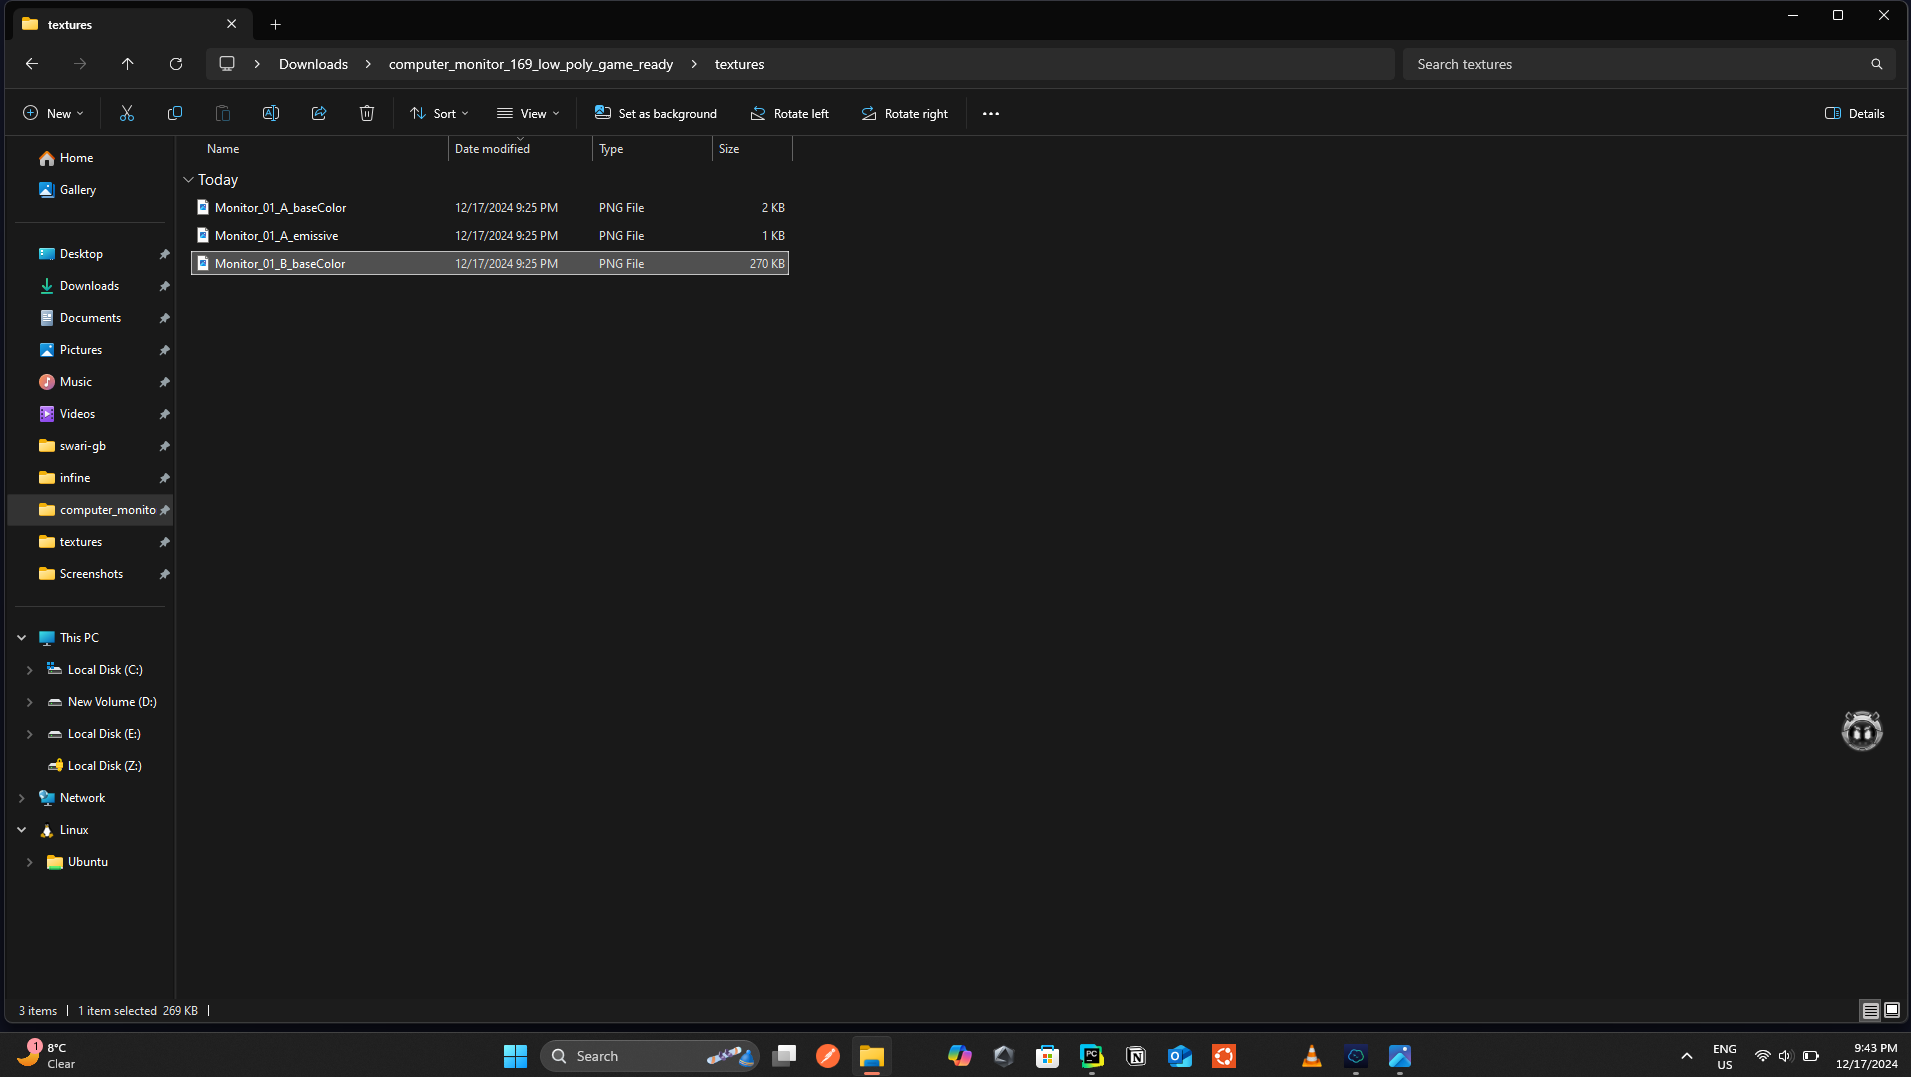 textures
Downloads
computer_monitor_169_low_poly_game_ready
textures
Search textures
New
Sort
View
Set as background
Rotate left
Rotate right
Details
Name
Date modified
Type
Size
Today
Monitor_01_A_baseColor 12/17/2024 9:25 PM PNG File 2 KB
Monitor_01_A_emissive 12/17/2024 9:25 PM PNG File 1 KB
Monitor_01_B_baseColor 12/17/2024 9:25 PM PNG File 270 KB
Home
Gallery
Desktop
Downloads
Documents
Pictures
Music
Videos
swari-gb
infine
computer_monito
textures
Screenshots
This PC
Local Disk (C:)
New Volume (D:)
Local Disk (E:)
Local Disk (Z:)
Network
Linux
Ubuntu
3 items
1 item selected 269 KB
1
8°C
Clear
Search
PC
N
ENG
US
9:43 PM
12/17/2024